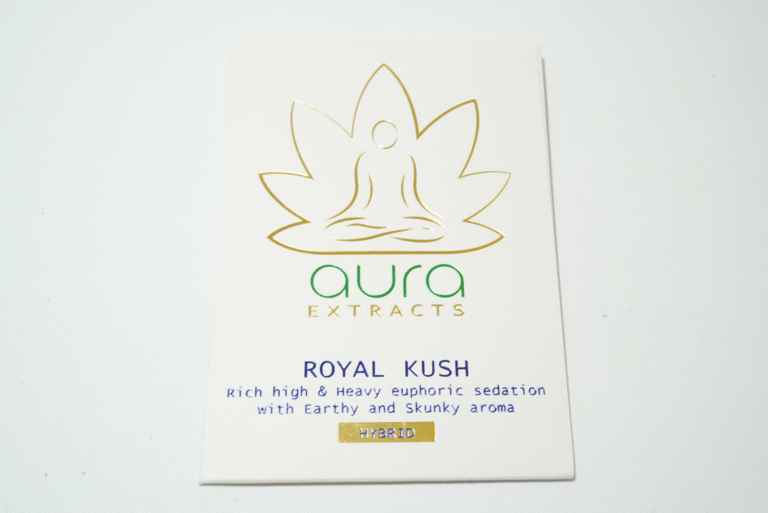 aura
EXTRACTS
ROYAL KUSH
Rich high & Heavy euphoric sedation
with Earthy and Skunky aroma
HYBRID